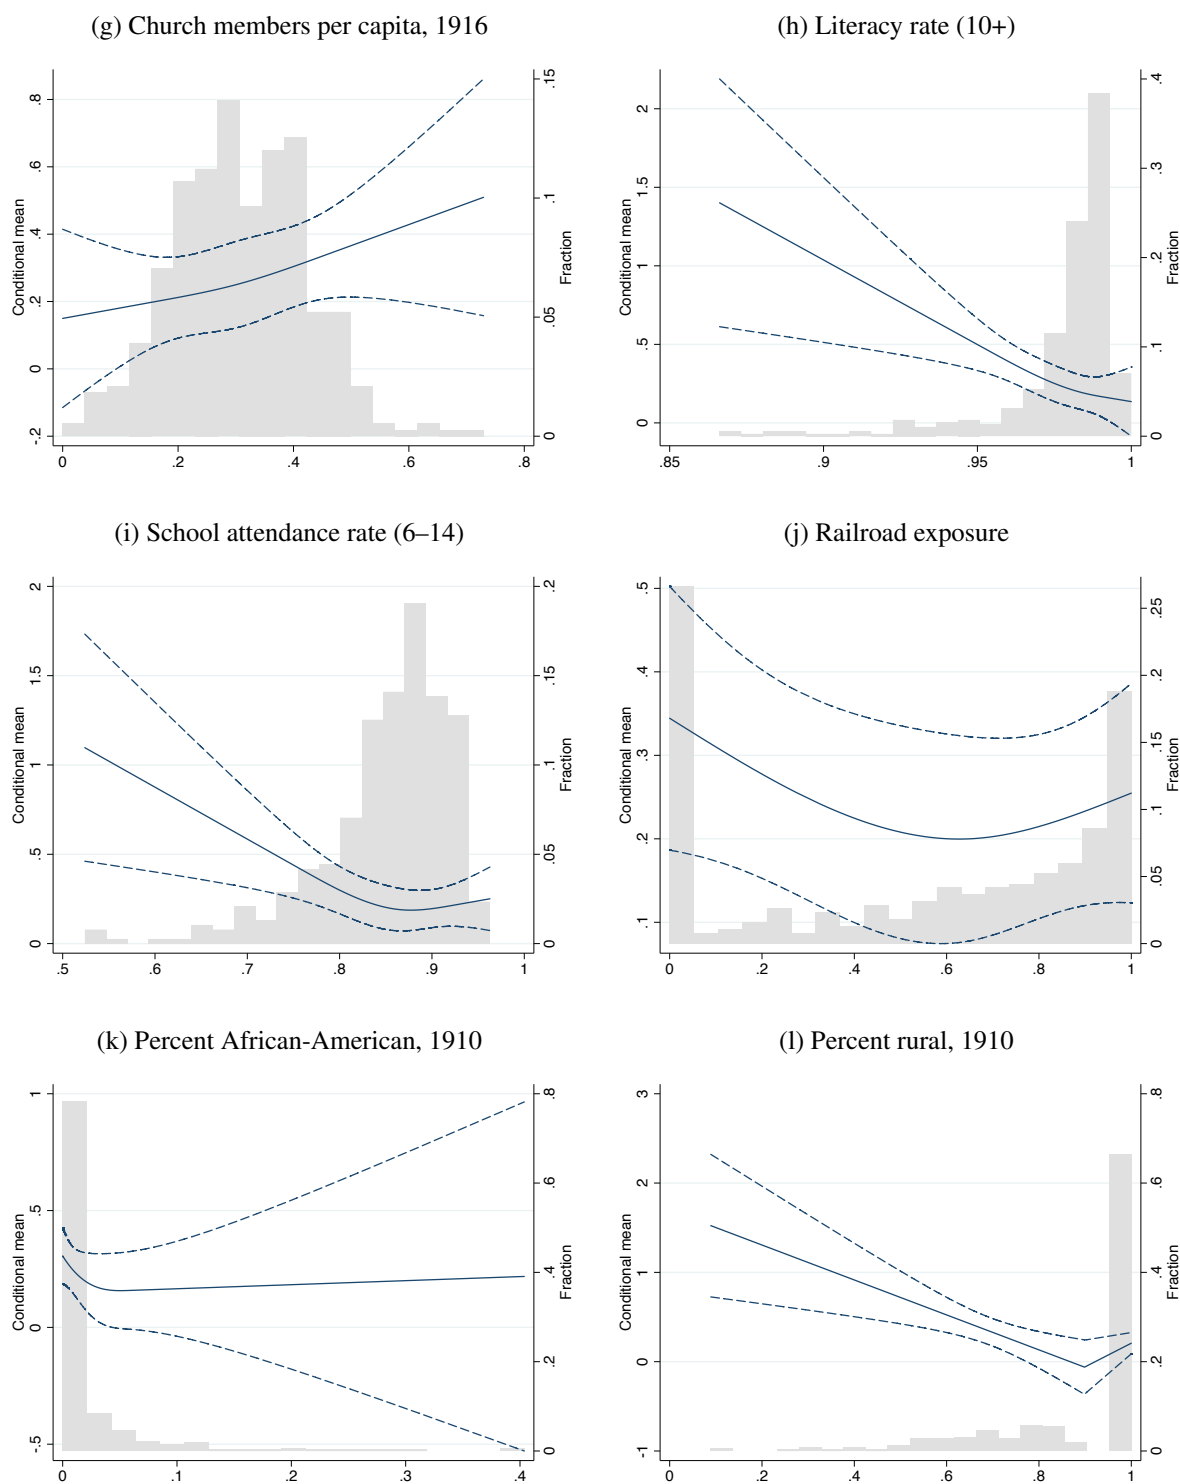 (g) Church members per capita, 1916
(h) Literacy rate (10+)
Conditional mean
-.2 0 .2 .4 .6 .8
Fraction
0 .05 .1 .15
0 .2 .4 .6 .8
Conditional mean
0 .5 1 1.5 2
Fraction
0 .1 .2 .3 .4
.85 .9 .95 1
(i) School attendance rate (6–14)
(j) Railroad exposure
Conditional mean
0 .5 1 1.5 2
Fraction
0 .05 .1 .15 .2
.5 .6 .7 .8 .9 1
Conditional mean
.1 .2 .3 .4 .5
Fraction
0 .05 .1 .15 .2 .25
0 .2 .4 .6 .8 1
(k) Percent African-American, 1910
(l) Percent rural, 1910
Conditional mean
-.5 0 .5 1
Fraction
0 .2 .4 .6 .8
0 .1 .2 .3 .4
Conditional mean
-1 0 1 2 3
Fraction
0 .2 .4 .6 .8
0 .2 .4 .6 .8 1